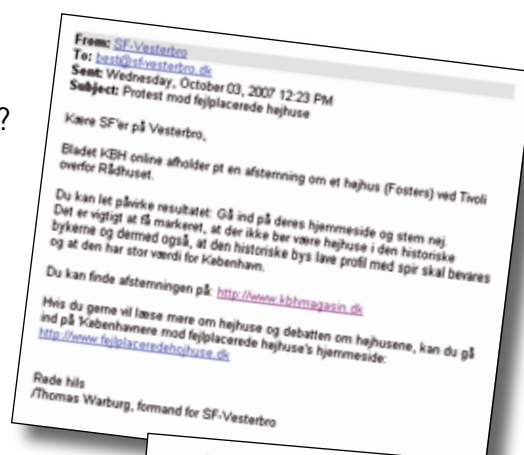 ?
From: SF-Vesterbro
To: best@sf-vesterbro.dk
Sent: Wednesday, October 03, 2007 12:23 PM
Subject: Protest mod fejlplacerede højhuse
Kære SF'er på Vesterbro,
Bladet KBH online afholder pt en afstemning om et højhus (Fosters) ved Tivoli
overfor Rådhuset.
Du kan let påvirke resultatet: Gå ind på deres hjemmeside og stem nej.
Det er vigtigt at få markeret, at der ikke bør være højhuse i den historiske
bykerne og dermed også, at den historiske bys lave profil med spir skal bevares
og at den har stor værdi for København.
Du kan finde afstemningen på: http://www.kbhmagasin.dk
Hvis du gerne vil læse mere om højhuse og debatten om højhusene, kan du gå
ind på 'Københavnere mod fejlplacerede højhuse's hjemmeside:
http://www.fejlplaceredehojhuse.dk
Røde hils
/Thomas Warburg, formand for SF-Vesterbro